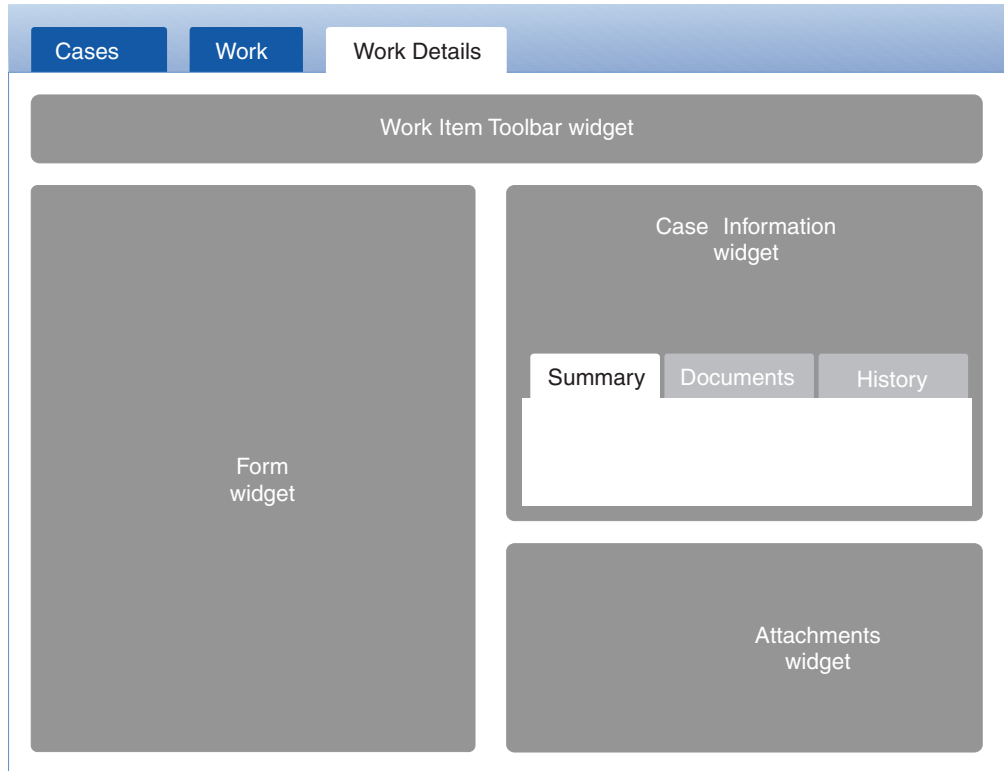 Cases
Work
Work Details
Work Item Toolbar widget
Form
widget
Case Information
widget
Summary
Documents
History
Attachments
widget